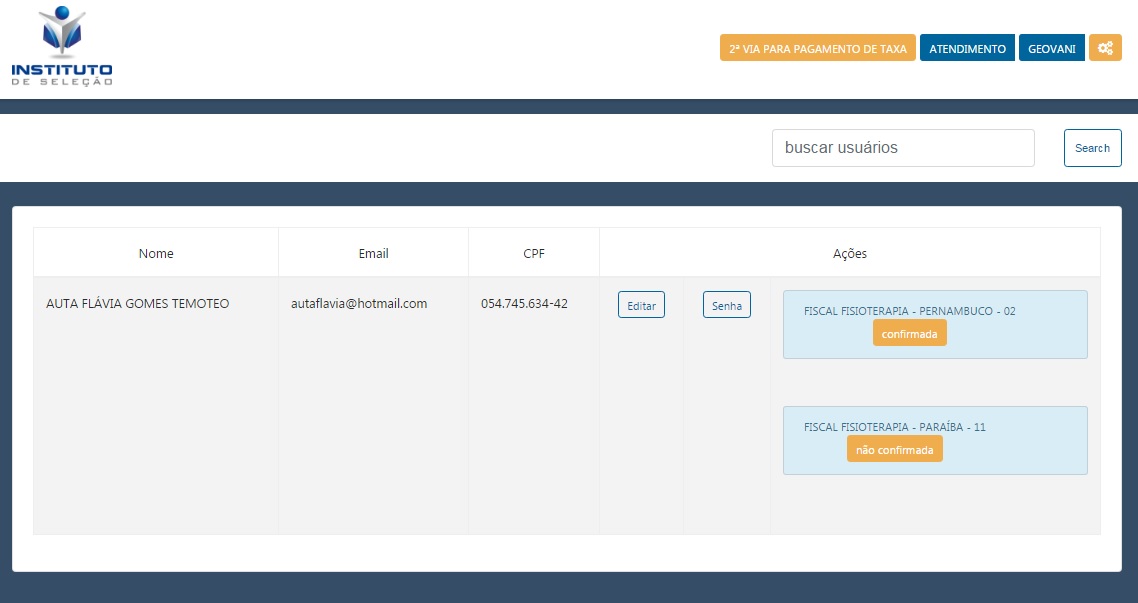 INSTITUTO
DE SELEÇÃO
2ª VIA PARA PAGAMENTO DE TAXA
ATENDIMENTO
GEOVANI
buscar usuários
Search
Nome
Email
CPF
Ações
AUTA FLÁVIA GOMES TEMOTEO
autaflavia@hotmail.com
054.745.634-42
Editar
Senha
FISCAL FISIOTERAPIA - PERNAMBUCO - 02
confirmada
FISCAL FISIOTERAPIA - PARAÍBA - 11
não confirmada